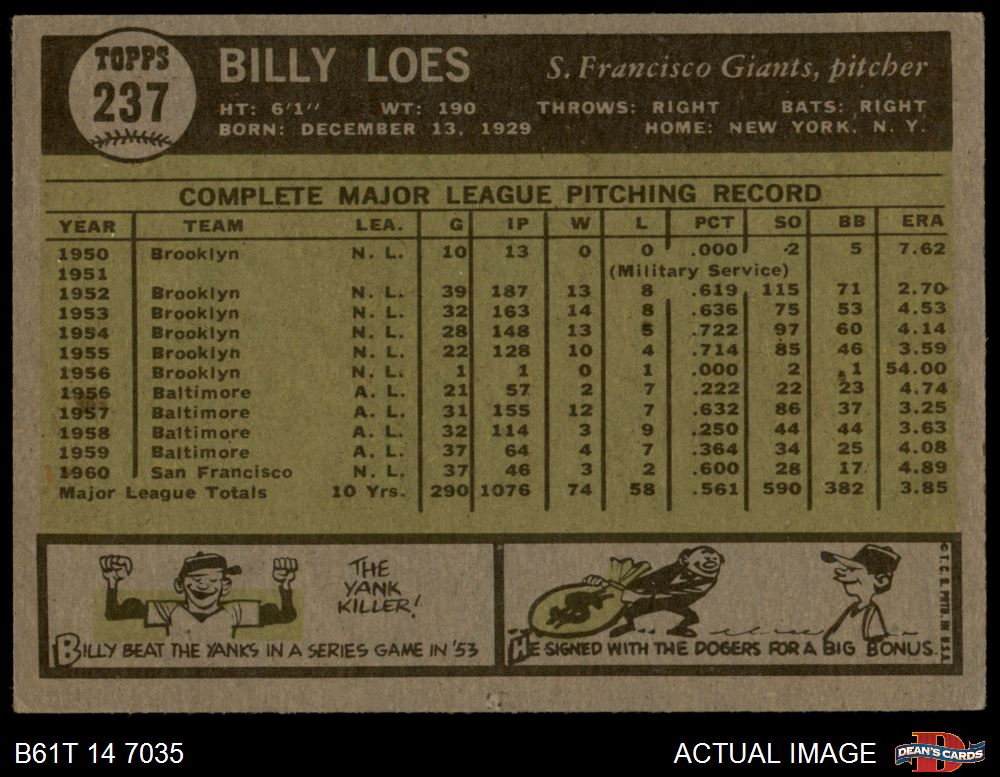 TOPPS
237
BILLY LOES
S. Francisco Giants, pitcher
HT: 6'1" WT: 190 THROWS: RIGHT BATS: RIGHT
BORN: DECEMBER 13, 1929 HOME: NEW YORK, N. Y.
COMPLETE MAJOR LEAGUE PITCHING RECORD
YEAR TEAM LEA. G IP W L PCT SO BB ERA
1950 Brooklyn N. L. 10 13 0 0 .000 2 5 7.62
1951 (Military Service)
1952 Brooklyn N. L. 39 187 13 8 .619 115 71 2.70
1953 Brooklyn N. L. 32 163 14 8 .636 75 53 4.53
1954 Brooklyn N. L. 28 148 13 5 .722 97 60 4.14
1955 Brooklyn N. L. 22 128 10 4 .714 85 46 3.59
1956 Brooklyn N. L. 1 1 0 1 .000 2 1 54.00
1956 Baltimore A. L. 21 57 2 7 .222 22 23 4.74
1957 Baltimore A. L. 31 155 12 7 .632 86 37 3.25
1958 Baltimore A. L. 32 114 3 9 .250 44 44 3.63
1959 Baltimore A. L. 37 64 4 7 .364 34 25 4.08
1960 San Francisco N. L. 37 46 3 2 .600 28 17 4.89
Major League Totals 10 Yrs. 290 1076 74 58 .561 590 382 3.85
THE
YANK
KILLER!
BILLY BEAT THE YANKS IN A SERIES GAME IN '53
$
HE SIGNED WITH THE DOGERS FOR A BIG BONUS.
© T. C. G. PRTD. IN U.S.A.
B61T 14 7035
ACTUAL IMAGE
D
DEAN'S CARDS